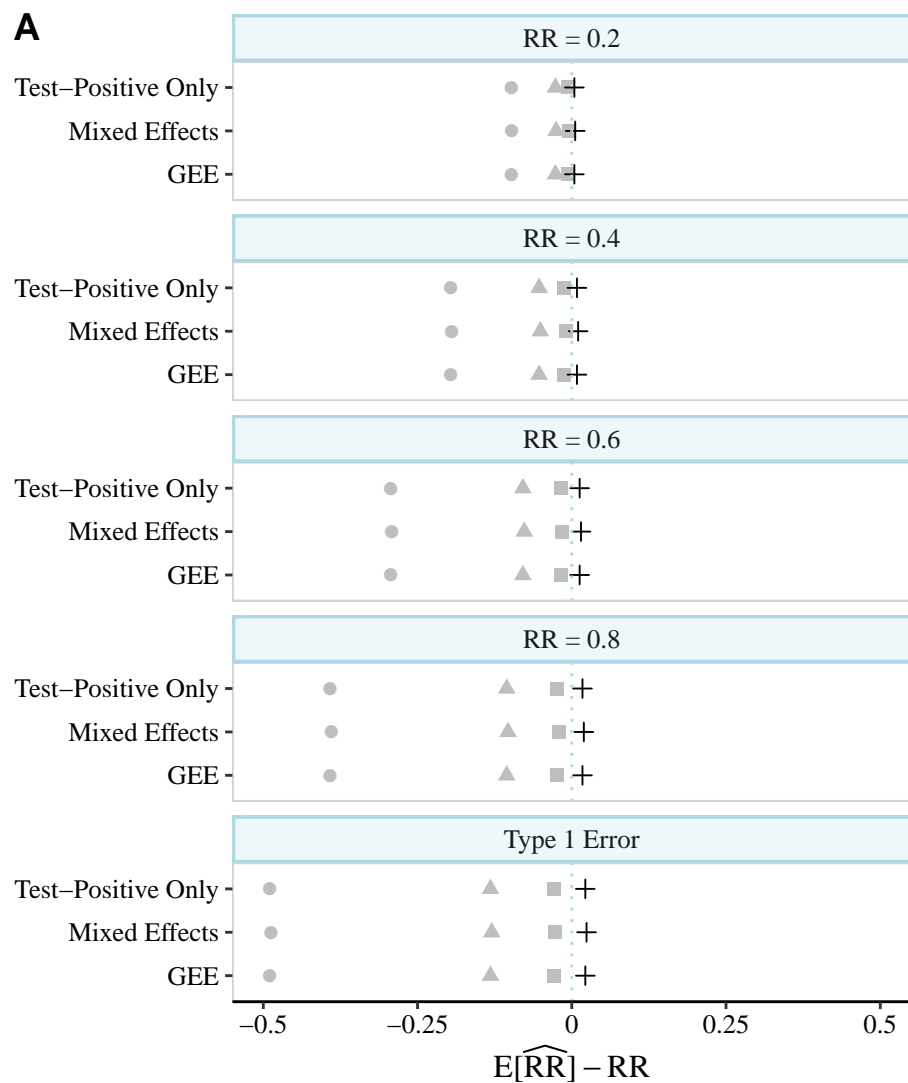 A
RR = 0.2
Test−Positive Only
Mixed Effects
GEE
RR = 0.4
Test−Positive Only
Mixed Effects
GEE
RR = 0.6
Test−Positive Only
Mixed Effects
GEE
RR = 0.8
Test−Positive Only
Mixed Effects
GEE
Type 1 Error
Test−Positive Only
Mixed Effects
GEE
−0.5 −0.25 0 0.25 0.5
E[R̂R̂] − RR